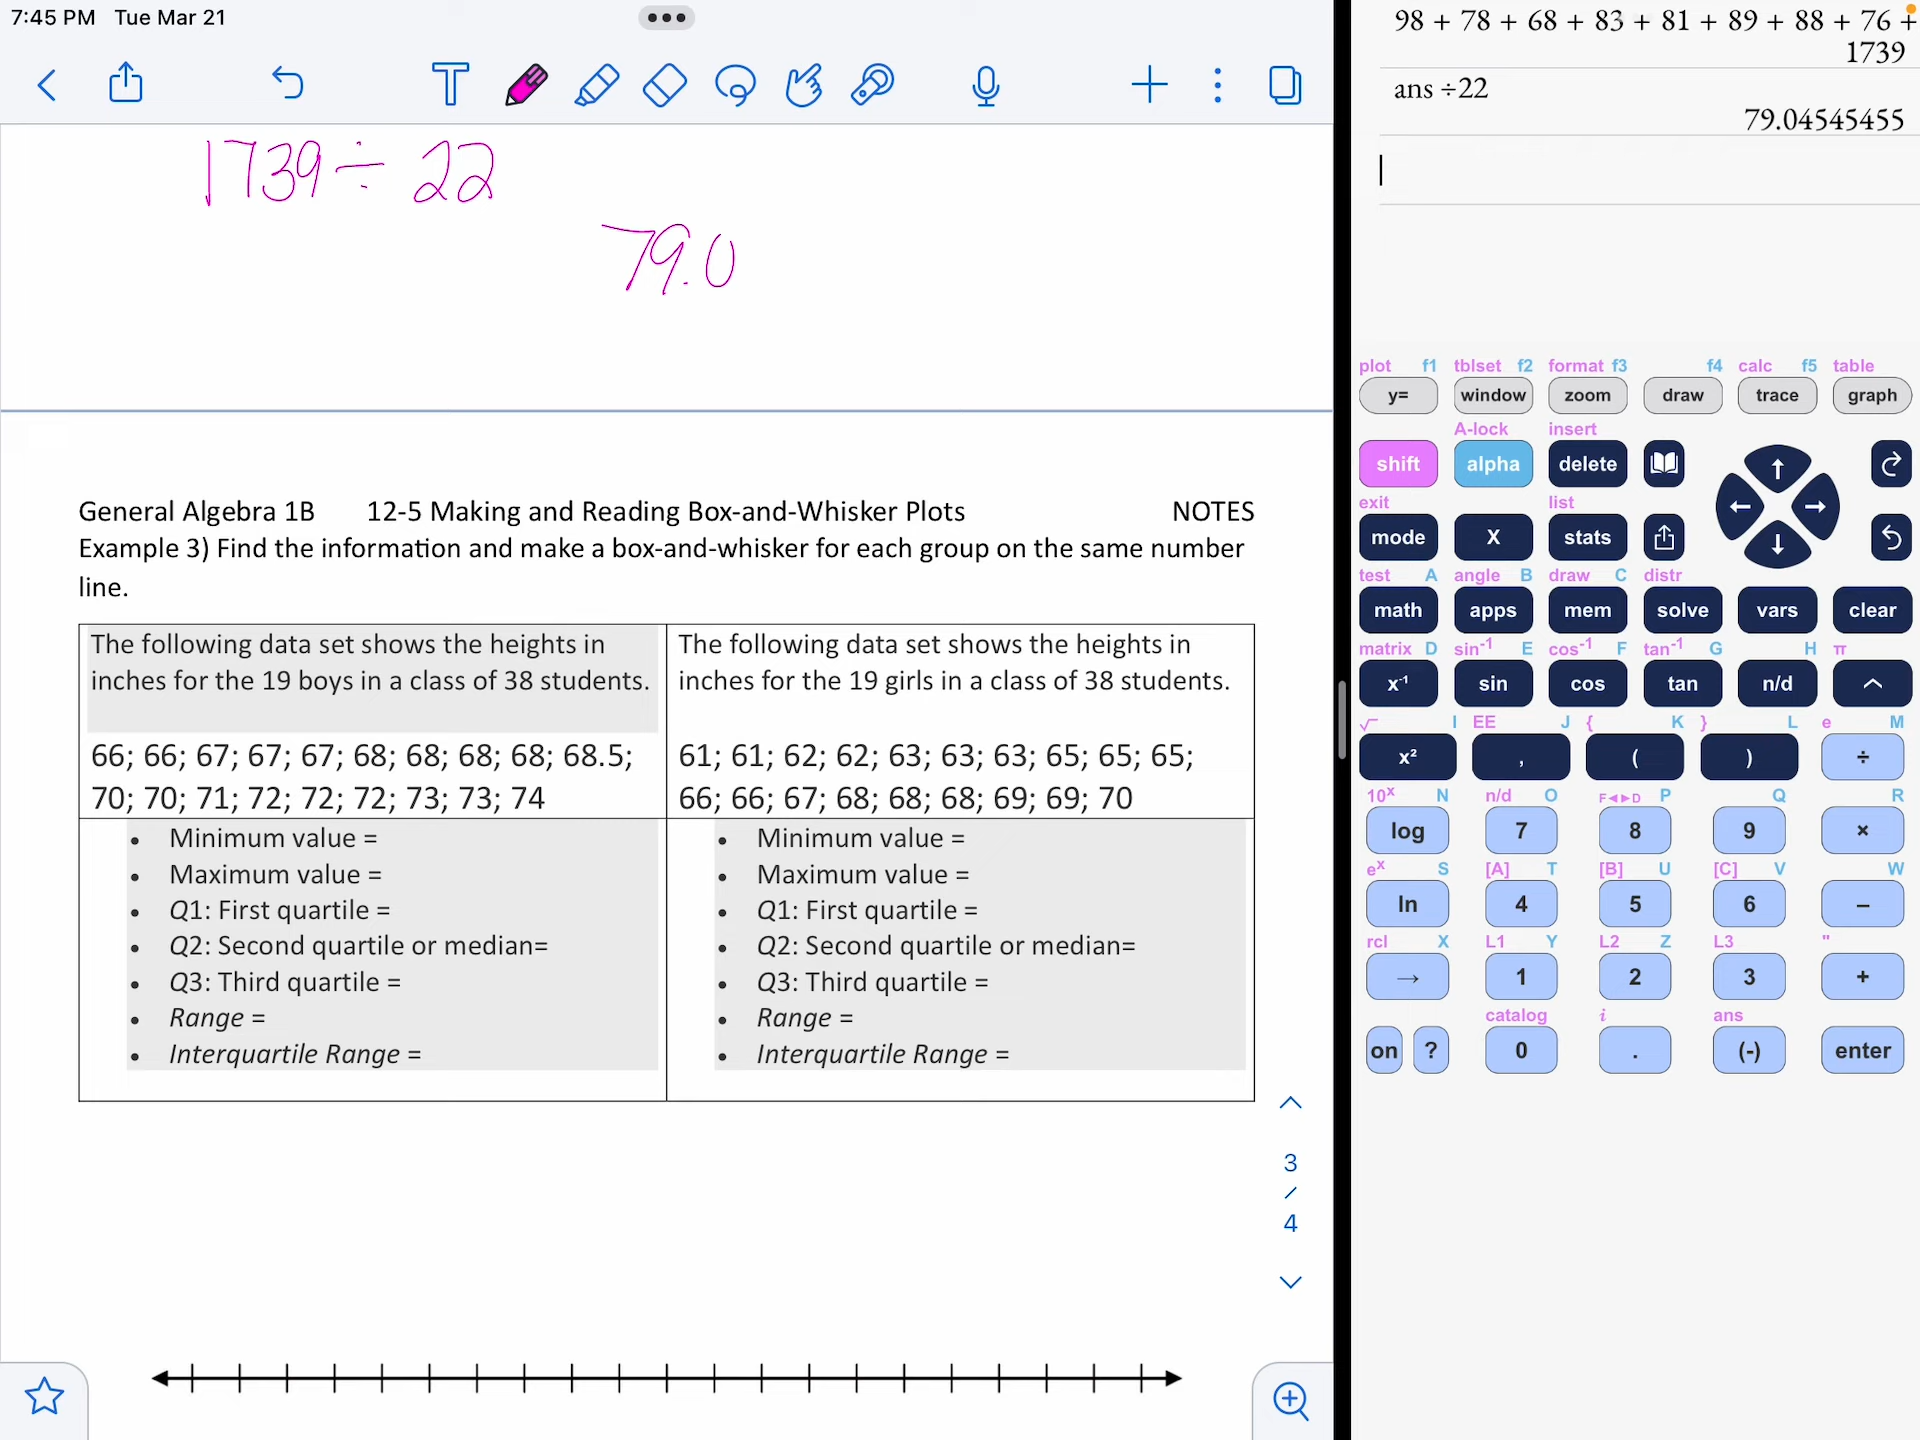 7:45 PM Tue Mar 21
1739 ÷ 22
79.0
General Algebra 1B 12-5 Making and Reading Box-and-Whisker Plots NOTES
Example 3) Find the information and make a box-and-whisker for each group on the same number
line.
The following data set shows the heights in
inches for the 19 boys in a class of 38 students.
66; 66; 67; 67; 67; 68; 68; 68; 68; 68.5;
70; 70; 71; 72; 72; 72; 73; 73; 74
• Minimum value =
• Maximum value =
• Q1: First quartile =
• Q2: Second quartile or median=
• Q3: Third quartile =
• Range =
• Interquartile Range =
The following data set shows the heights in
inches for the 19 girls in a class of 38 students.
61; 61; 62; 62; 63; 63; 63; 65; 65; 65;
66; 66; 67; 68; 68; 68; 69; 69; 70
• Minimum value =
• Maximum value =
• Q1: First quartile =
• Q2: Second quartile or median=
• Q3: Third quartile =
• Range =
• Interquartile Range =
3
/
4
98 + 78 + 68 + 83 + 81 + 89 + 88 + 76 +
1739
ans ÷22
79.04545455
plot f1 tblset f2 format f3 f4 calc f5 table
y= window zoom draw trace graph
A-lock insert
shift alpha delete
exit list
mode X stats
test A angle B draw C distr
math apps mem solve vars clear
matrix D sin⁻¹ E cos⁻¹ F tan⁻¹ G H π
x⁻¹ sin cos tan n/d ^
√ I EE J { K } L e M
x² , ( ) ÷
10ˣ N n/d O F◄►D P Q R
log 7 8 9 ×
eˣ S [A] T [B] U [C] V W
ln 4 5 6 −
rcl X L1 Y L2 Z L3 "
→ 1 2 3 +
catalog i ans
on ? 0 . (-) enter